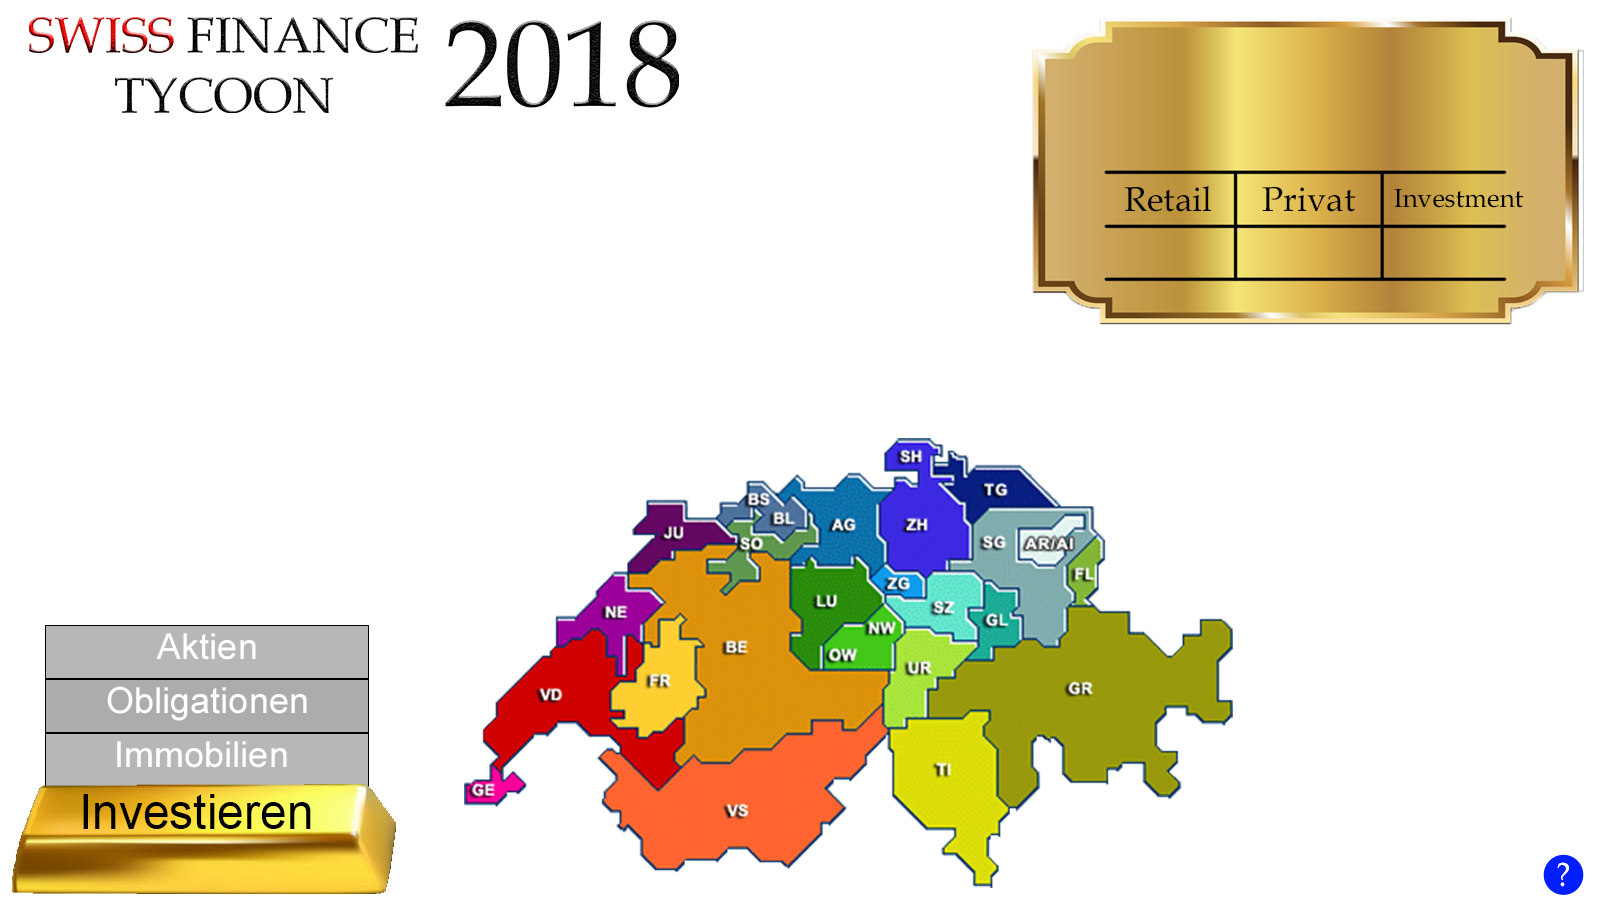 SWISS FINANCE
TYCOON
2018
Retail Privat Investment
SH
TG
BS
BL
AG
ZH
JU
SO
SG
AR/AI
FL
ZG
NE
LU
SZ
GL
NW
BE
OW
UR
FR
VD
GR
TI
GE
VS
Aktien
Obligationen
Immobilien
Investieren
?